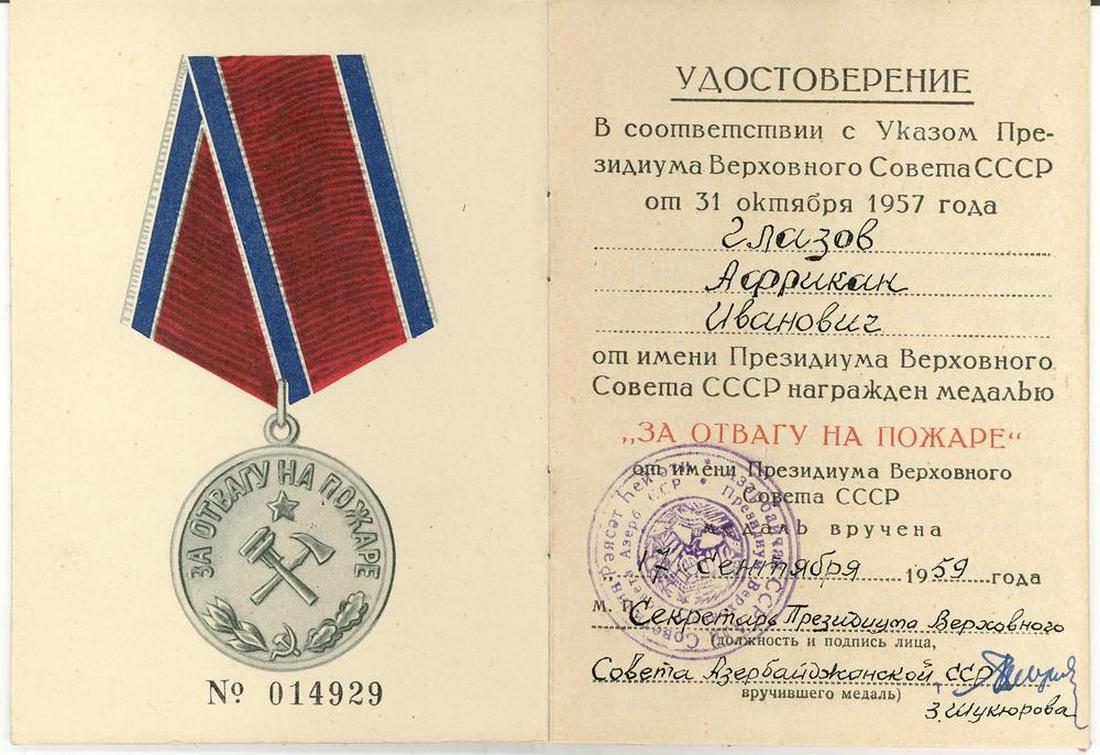 ЗА ОТВАГУ НА ПОЖАРЕ
№ 014929
УДОСТОВЕРЕНИЕ
В соответствии с Указом Пре-
зидиума Верховного Совета СССР
от 31 октября 1957 года
Глазов
Африкан
Иванович
от имени Президиума Верховного
Совета СССР награжден медалью
„ЗА ОТВАГУ НА ПОЖАРЕ“
от имени Президиума Верховного
Совета СССР
медаль вручена
17 сентября 1959 года
М. П.
Секретарь Президиума Верховного
(должность и подпись лица,
Совета Азербайджанской ССР
вручившего медаль)
З. Шукюрова